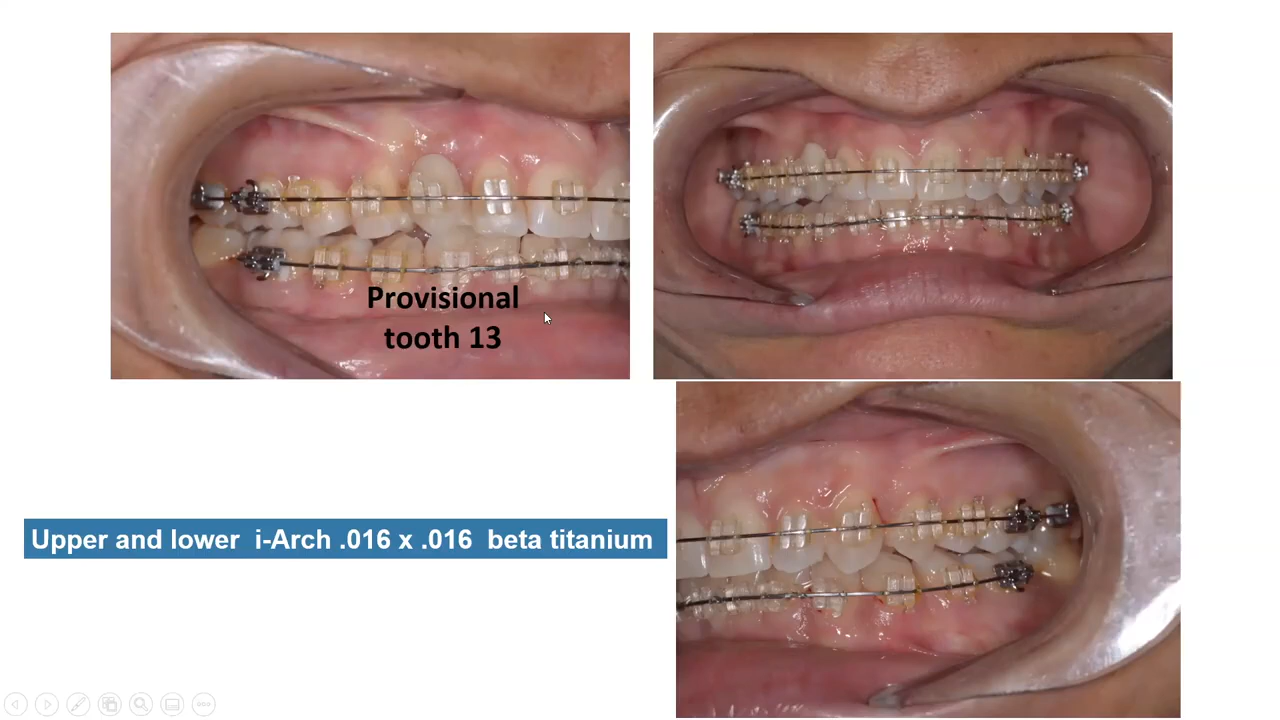 Provisional
tooth 13
Upper and lower i-Arch .016 x .016 beta titanium